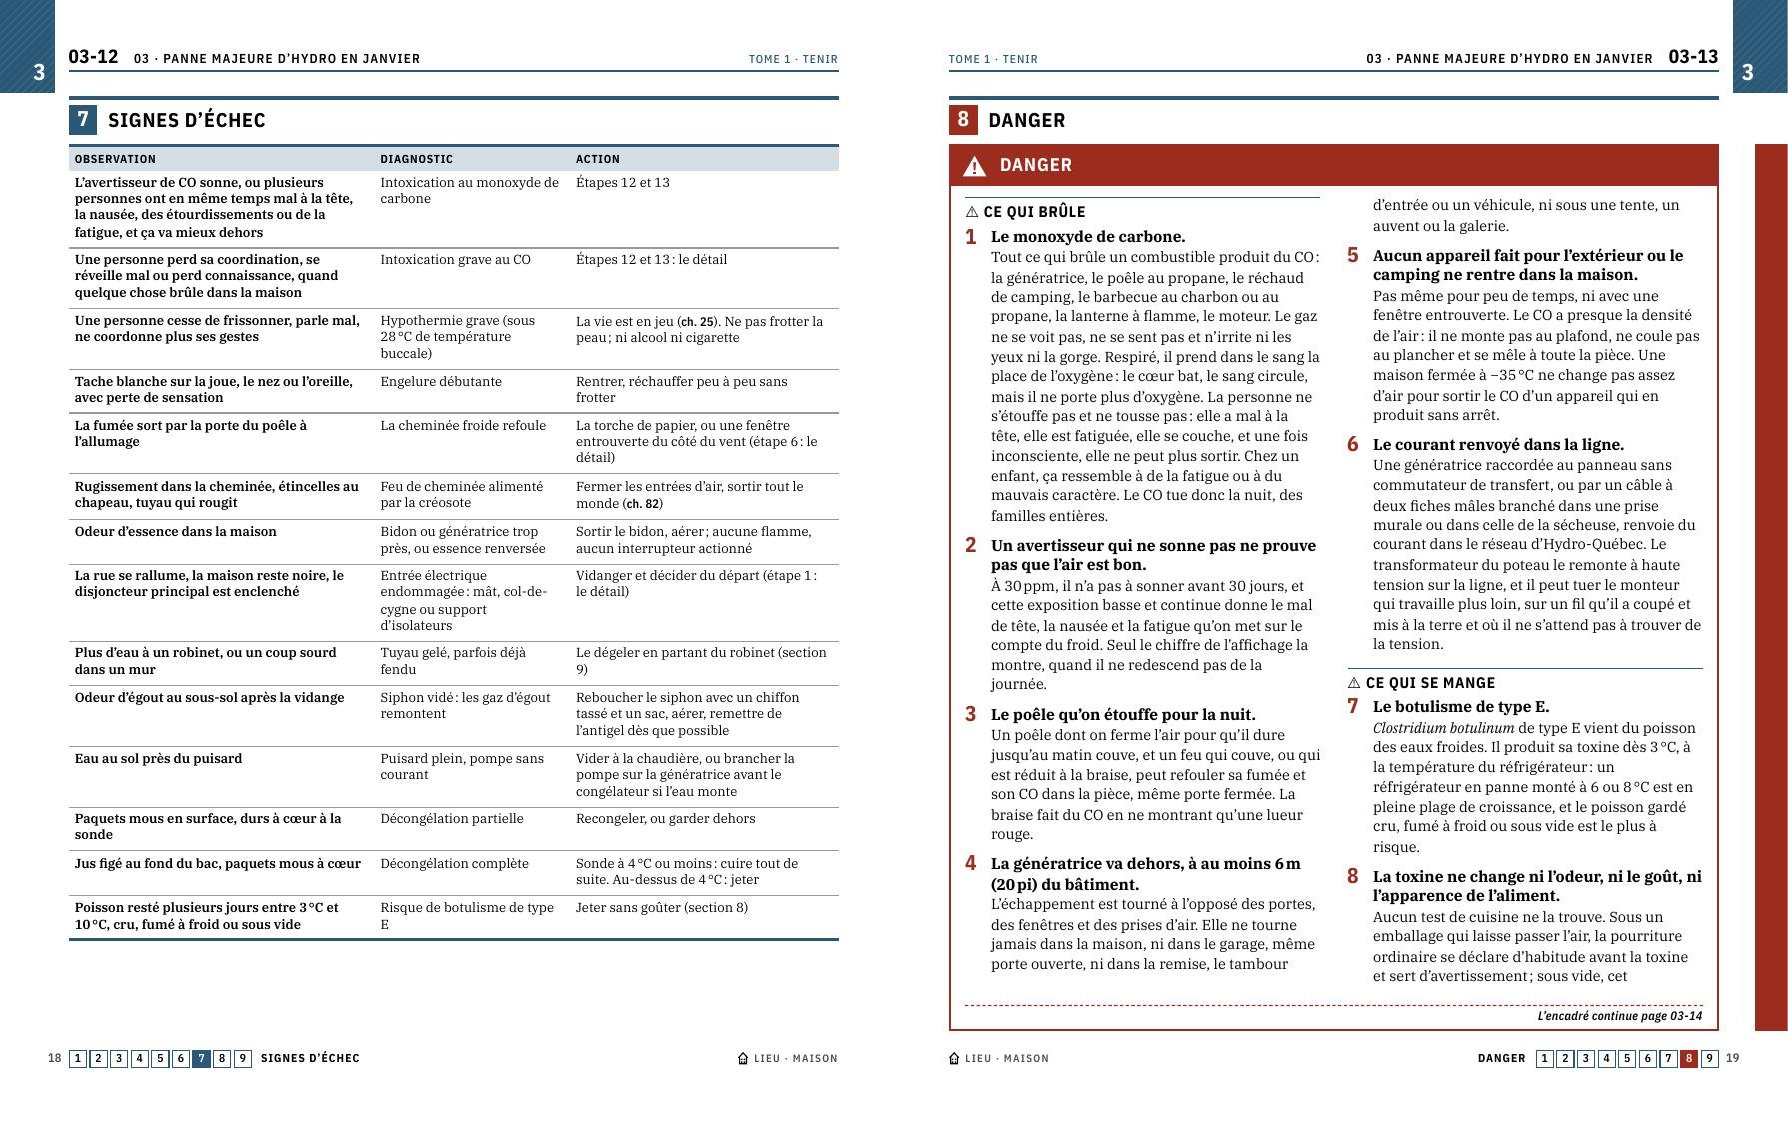 3
03-12 03 · PANNE MAJEURE D’HYDRO EN JANVIER TOME 1 · TENIR
7 SIGNES D’ÉCHEC
OBSERVATION DIAGNOSTIC ACTION
L’avertisseur de CO sonne, ou plusieurs
personnes ont en même temps mal à la tête,
la nausée, des étourdissements ou de la
fatigue, et ça va mieux dehors
Intoxication au monoxyde de
carbone
Étapes 12 et 13
Une personne perd sa coordination, se
réveille mal ou perd connaissance, quand
quelque chose brûle dans la maison
Intoxication grave au CO
Étapes 12 et 13 : le détail
Une personne cesse de frissonner, parle mal,
ne coordonne plus ses gestes
Hypothermie grave (sous
28 °C de température
buccale)
La vie est en jeu (ch. 25). Ne pas frotter la
peau ; ni alcool ni cigarette
Tache blanche sur la joue, le nez ou l’oreille,
avec perte de sensation
Engelure débutante
Rentrer, réchauffer peu à peu sans
frotter
La fumée sort par la porte du poêle à
l’allumage
La cheminée froide refoule
La torche de papier, ou une fenêtre
entrouverte du côté du vent (étape 6 : le
détail)
Rugissement dans la cheminée, étincelles au
chapeau, tuyau qui rougit
Feu de cheminée alimenté
par la créosote
Fermer les entrées d’air, sortir tout le
monde (ch. 82)
Odeur d’essence dans la maison
Bidon ou génératrice trop
près, ou essence renversée
Sortir le bidon, aérer ; aucune flamme,
aucun interrupteur actionné
La rue se rallume, la maison reste noire, le
disjoncteur principal est enclenché
Entrée électrique
endommagée : mât, col-de-
cygne ou support
d’isolateurs
Vidanger et décider du départ (étape 1 :
le détail)
Plus d’eau à un robinet, ou un coup sourd
dans un mur
Tuyau gelé, parfois déjà
fendu
Le dégeler en partant du robinet (section
9)
Odeur d’égout au sous-sol après la vidange
Siphon vidé : les gaz d’égout
remontent
Reboucher le siphon avec un chiffon
tassé et un sac, aérer, remettre de
l’antigel dès que possible
Eau au sol près du puisard
Puisard plein, pompe sans
courant
Vider à la chaudière, ou brancher la
pompe sur la génératrice avant le
congélateur si l’eau monte
Paquets mous en surface, durs à cœur à la
sonde
Décongélation partielle
Recongeler, ou garder dehors
Jus figé au fond du bac, paquets mous à cœur
Décongélation complète
Sonde à 4 °C ou moins : cuire tout de
suite. Au-dessus de 4 °C : jeter
Poisson resté plusieurs jours entre 3 °C et
10 °C, cru, fumé à froid ou sous vide
Risque de botulisme de type
E
Jeter sans goûter (section 8)
18 1 2 3 4 5 6 7 8 9 SIGNES D’ÉCHEC LIEU · MAISON
TOME 1 · TENIR 03 · PANNE MAJEURE D’HYDRO EN JANVIER 03-13
3
8 DANGER
DANGER
⚠ CE QUI BRÛLE
1 Le monoxyde de carbone.
Tout ce qui brûle un combustible produit du CO :
la génératrice, le poêle au propane, le réchaud
de camping, le barbecue au charbon ou au
propane, la lanterne à flamme, le moteur. Le gaz
ne se voit pas, ne se sent pas et n’irrite ni les
yeux ni la gorge. Respiré, il prend dans le sang la
place de l’oxygène : le cœur bat, le sang circule,
mais il ne porte plus d’oxygène. La personne ne
s’étouffe pas et ne tousse pas : elle a mal à la
tête, elle est fatiguée, elle se couche, et une fois
inconsciente, elle ne peut plus sortir. Chez un
enfant, ça ressemble à de la fatigue ou à du
mauvais caractère. Le CO tue donc la nuit, des
familles entières.
2 Un avertisseur qui ne sonne pas ne prouve
pas que l’air est bon.
À 30 ppm, il n’a pas à sonner avant 30 jours, et
cette exposition basse et continue donne le mal
de tête, la nausée et la fatigue qu’on met sur le
compte du froid. Seul le chiffre de l’affichage la
montre, quand il ne redescend pas de la
journée.
3 Le poêle qu’on étouffe pour la nuit.
Un poêle dont on ferme l’air pour qu’il dure
jusqu’au matin couve, et un feu qui couve, ou qui
est réduit à la braise, peut refouler sa fumée et
son CO dans la pièce, même porte fermée. La
braise fait du CO en ne montrant qu’une lueur
rouge.
4 La génératrice va dehors, à au moins 6 m
(20 pi) du bâtiment.
L’échappement est tourné à l’opposé des portes,
des fenêtres et des prises d’air. Elle ne tourne
jamais dans la maison, ni dans le garage, même
porte ouverte, ni dans la remise, le tambour
d’entrée ou un véhicule, ni sous une tente, un
auvent ou la galerie.
5 Aucun appareil fait pour l’extérieur ou le
camping ne rentre dans la maison.
Pas même pour peu de temps, ni avec une
fenêtre entrouverte. Le CO a presque la densité
de l’air : il ne monte pas au plafond, ne coule pas
au plancher et se mêle à toute la pièce. Une
maison fermée à −35 °C ne change pas assez
d’air pour sortir le CO d’un appareil qui en
produit sans arrêt.
6 Le courant renvoyé dans la ligne.
Une génératrice raccordée au panneau sans
commutateur de transfert, ou par un câble à
deux fiches mâles branché dans une prise
murale ou dans celle de la sécheuse, renvoie du
courant dans le réseau d’Hydro-Québec. Le
transformateur du poteau le remonte à haute
tension sur la ligne, et il peut tuer le monteur
qui travaille plus loin, sur un fil qu’il a coupé et
mis à la terre et où il ne s’attend pas à trouver de
la tension.
⚠ CE QUI SE MANGE
7 Le botulisme de type E.
Clostridium botulinum de type E vient du poisson
des eaux froides. Il produit sa toxine dès 3 °C, à
la température du réfrigérateur : un
réfrigérateur en panne monté à 6 ou 8 °C est en
pleine plage de croissance, et le poisson gardé
cru, fumé à froid ou sous vide est le plus à
risque.
8 La toxine ne change ni l’odeur, ni le goût, ni
l’apparence de l’aliment.
Aucun test de cuisine ne la trouve. Sous un
emballage qui laisse passer l’air, la pourriture
ordinaire se déclare d’habitude avant la toxine
et sert d’avertissement ; sous vide, cet
L’encadré continue page 03-14
LIEU · MAISON DANGER 1 2 3 4 5 6 7 8 9 19